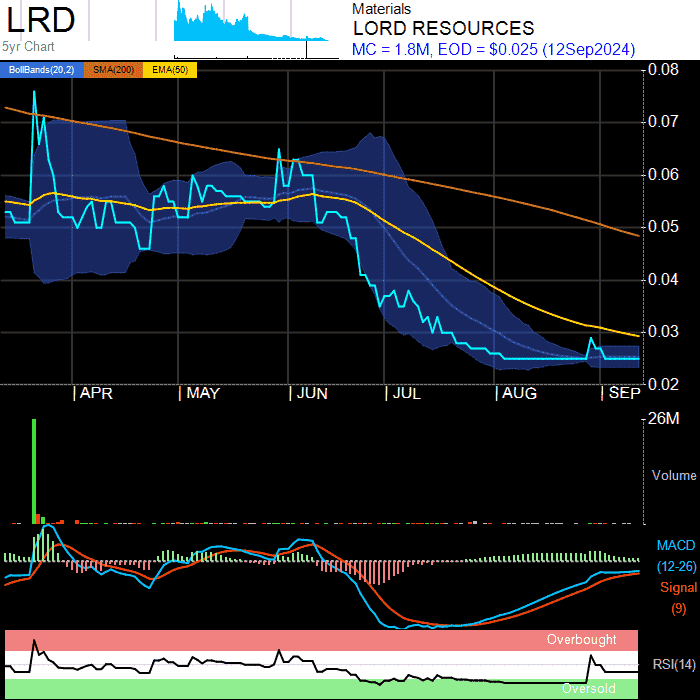 LRD
5yr Chart
Materials
LORD RESOURCES
MC = 1.8M, EOD = $0.025 (12Sep2024)
BollBands(20,2) SMA(200) EMA(50)
0.08
0.07
0.06
0.05
0.04
0.03
0.02
APR MAY JUN JUL AUG SEP
26M
Volume
MACD
(12-26)
Signal
(9)
Overbought
RSI(14)
Oversold